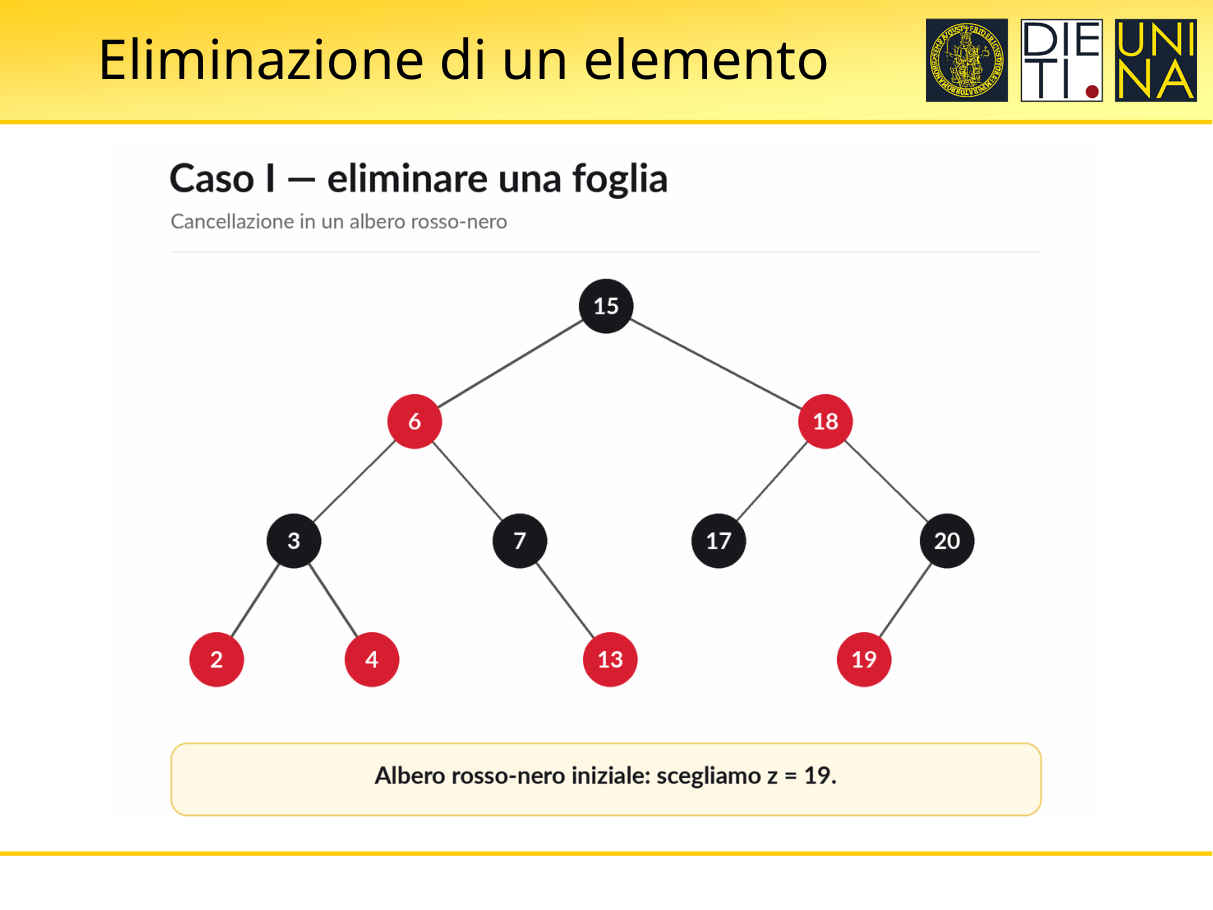 Eliminazione di un elemento
DIE
TI.
UNI
NA
Caso I — eliminare una foglia
Cancellazione in un albero rosso-nero
15
6
18
3
7
17
20
2
4
13
19
Albero rosso-nero iniziale: scegliamo z = 19.